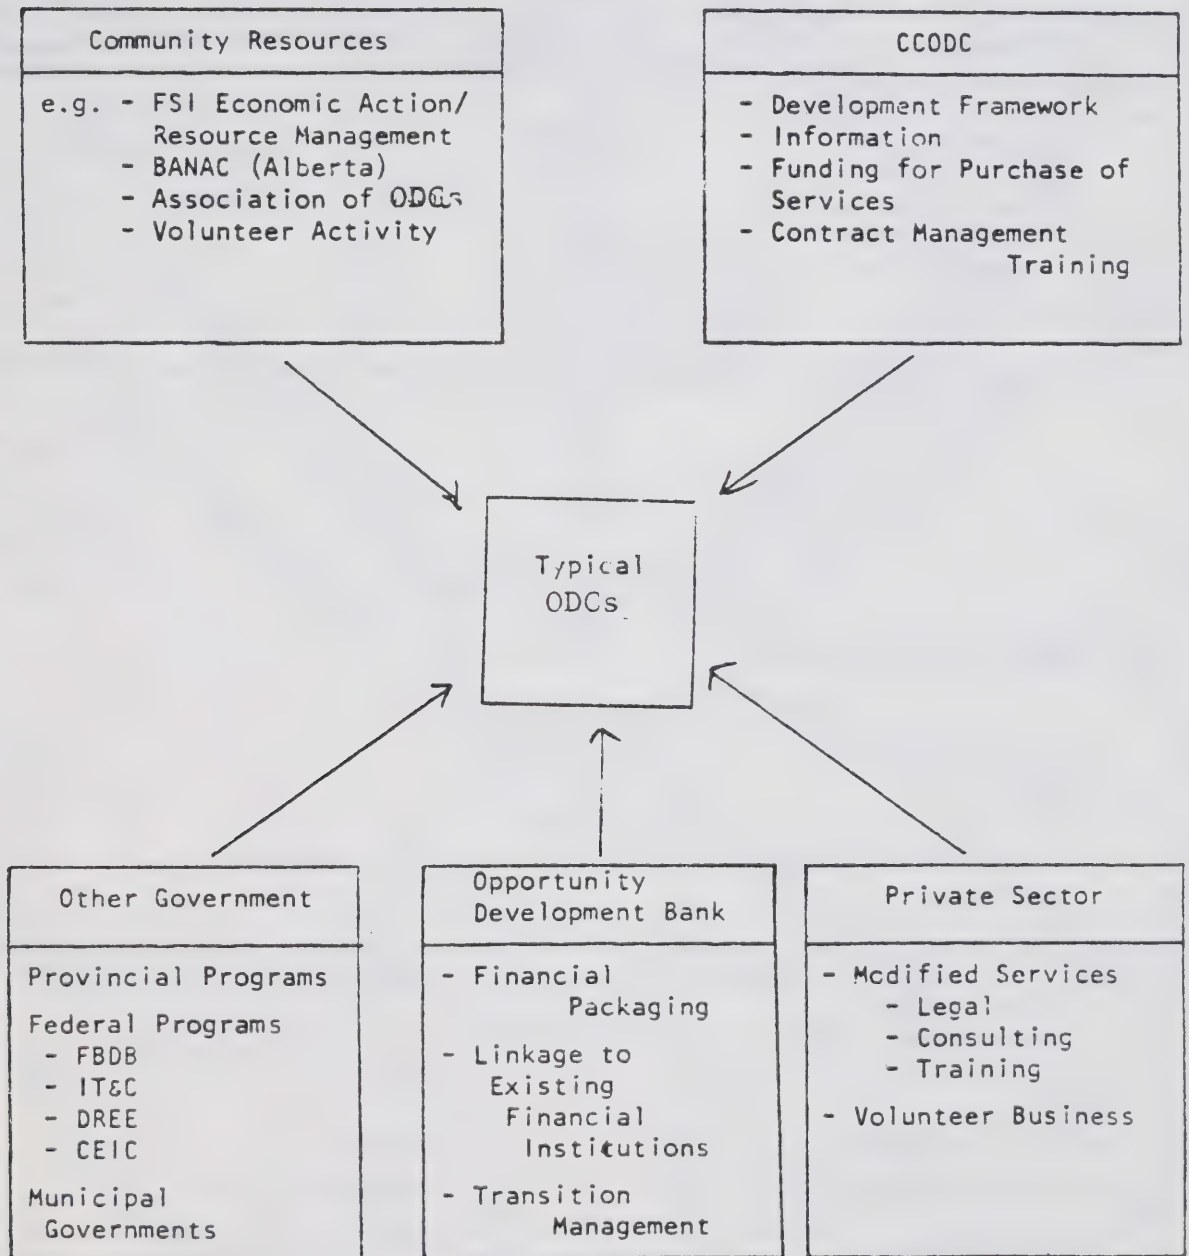 Community Resources
e.g. - FSI Economic Action/
Resource Management
- BANAC (Alberta)
- Association of ODCs
- Volunteer Activity
CCODC
- Development Framework
- Information
- Funding for Purchase of
Services
- Contract Management
Training
Typical
ODCs
Other Government
Provincial Programs
Federal Programs
- FBDB
- IT&C
- DREE
- CEIC
Municipal
Governments
Opportunity
Development Bank
- Financial
Packaging
- Linkage to
Existing
Financial
Institutions
- Transition
Management
Private Sector
- Modified Services
- Legal
- Consulting
- Training
- Volunteer Business